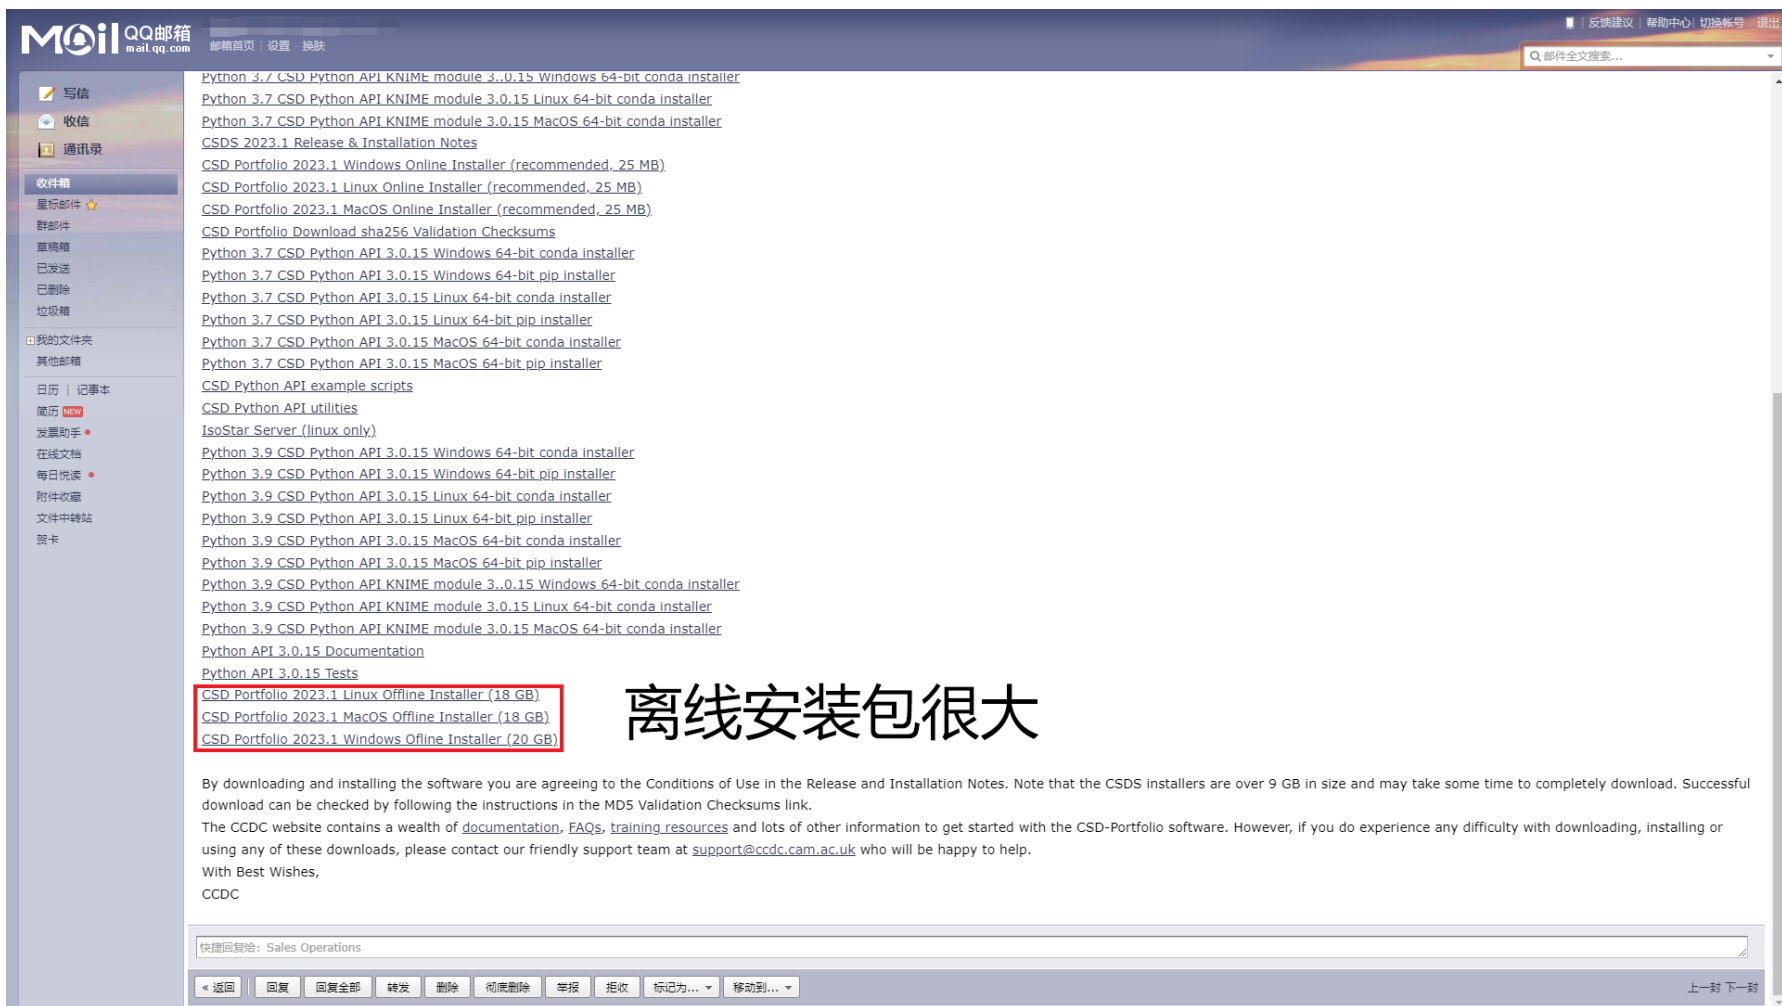 MOil QQ邮箱 mail.qq.com
邮箱首页 | 设置 - 换肤
| 反馈建议 | 帮助中心 | 切换帐号 退出
邮件全文搜索...
写信
收信
通讯录
收件箱
星标邮件
群邮件
草稿箱
已发送
已删除
垃圾箱
我的文件夹
其他邮箱
日历 | 记事本
简历 NEW
发票助手
在线文档
每日悦读
附件收藏
文件中转站
贺卡
Python 3.7 CSD Python API KNIME module 3..0.15 Windows 64-bit conda installer
Python 3.7 CSD Python API KNIME module 3.0.15 Linux 64-bit conda installer
Python 3.7 CSD Python API KNIME module 3.0.15 MacOS 64-bit conda installer
CSDS 2023.1 Release & Installation Notes
CSD Portfolio 2023.1 Windows Online Installer (recommended, 25 MB)
CSD Portfolio 2023.1 Linux Online Installer (recommended, 25 MB)
CSD Portfolio 2023.1 MacOS Online Installer (recommended, 25 MB)
CSD Portfolio Download sha256 Validation Checksums
Python 3.7 CSD Python API 3.0.15 Windows 64-bit conda installer
Python 3.7 CSD Python API 3.0.15 Windows 64-bit pip installer
Python 3.7 CSD Python API 3.0.15 Linux 64-bit conda installer
Python 3.7 CSD Python API 3.0.15 Linux 64-bit pip installer
Python 3.7 CSD Python API 3.0.15 MacOS 64-bit conda installer
Python 3.7 CSD Python API 3.0.15 MacOS 64-bit pip installer
CSD Python API example scripts
CSD Python API utilities
IsoStar Server (linux only)
Python 3.9 CSD Python API 3.0.15 Windows 64-bit conda installer
Python 3.9 CSD Python API 3.0.15 Windows 64-bit pip installer
Python 3.9 CSD Python API 3.0.15 Linux 64-bit conda installer
Python 3.9 CSD Python API 3.0.15 Linux 64-bit pip installer
Python 3.9 CSD Python API 3.0.15 MacOS 64-bit conda installer
Python 3.9 CSD Python API 3.0.15 MacOS 64-bit pip installer
Python 3.9 CSD Python API KNIME module 3..0.15 Windows 64-bit conda installer
Python 3.9 CSD Python API KNIME module 3.0.15 Linux 64-bit conda installer
Python 3.9 CSD Python API KNIME module 3.0.15 MacOS 64-bit conda installer
Python API 3.0.15 Documentation
Python API 3.0.15 Tests
CSD Portfolio 2023.1 Linux Offline Installer (18 GB)
CSD Portfolio 2023.1 MacOS Offline Installer (18 GB)
CSD Portfolio 2023.1 Windows Ofline Installer (20 GB)
离线安装包很大
By downloading and installing the software you are agreeing to the Conditions of Use in the Release and Installation Notes. Note that the CSDS installers are over 9 GB in size and may take some time to completely download. Successful
download can be checked by following the instructions in the MD5 Validation Checksums link.
The CCDC website contains a wealth of documentation, FAQs, training resources and lots of other information to get started with the CSD-Portfolio software. However, if you do experience any difficulty with downloading, installing or
using any of these downloads, please contact our friendly support team at support@ccdc.cam.ac.uk who will be happy to help.
With Best Wishes,
CCDC
快捷回复给: Sales Operations
« 返回 回复 回复全部 转发 删除 彻底删除 举报 拒收 标记为... 移动到... 上一封 下一封